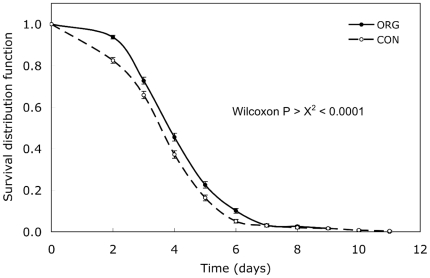 Survival distribution function
1.0
0.8
0.6
0.4
0.2
0.0
ORG
CON
Wilcoxon P > X² < 0.0001
0 2 4 6 8 10 12
Time (days)